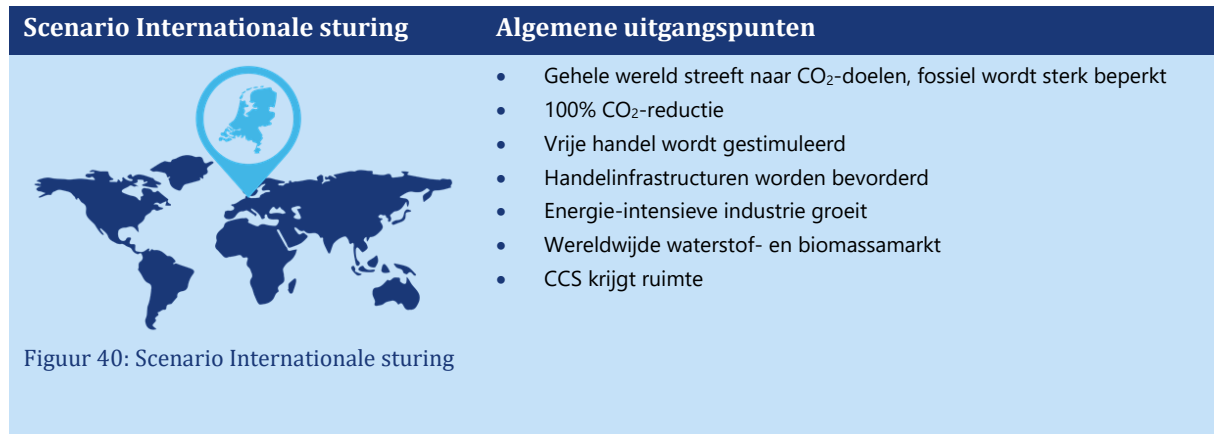 Scenario Internationale sturing
Algemene uitgangspunten
• Gehele wereld streeft naar CO₂-doelen, fossiel wordt sterk beperkt
• 100% CO₂-reductie
• Vrije handel wordt gestimuleerd
• Handelinfrastructuren worden bevorderd
• Energie-intensieve industrie groeit
• Wereldwijde waterstof- en biomassamarkt
• CCS krijgt ruimte
Figuur 40: Scenario Internationale sturing